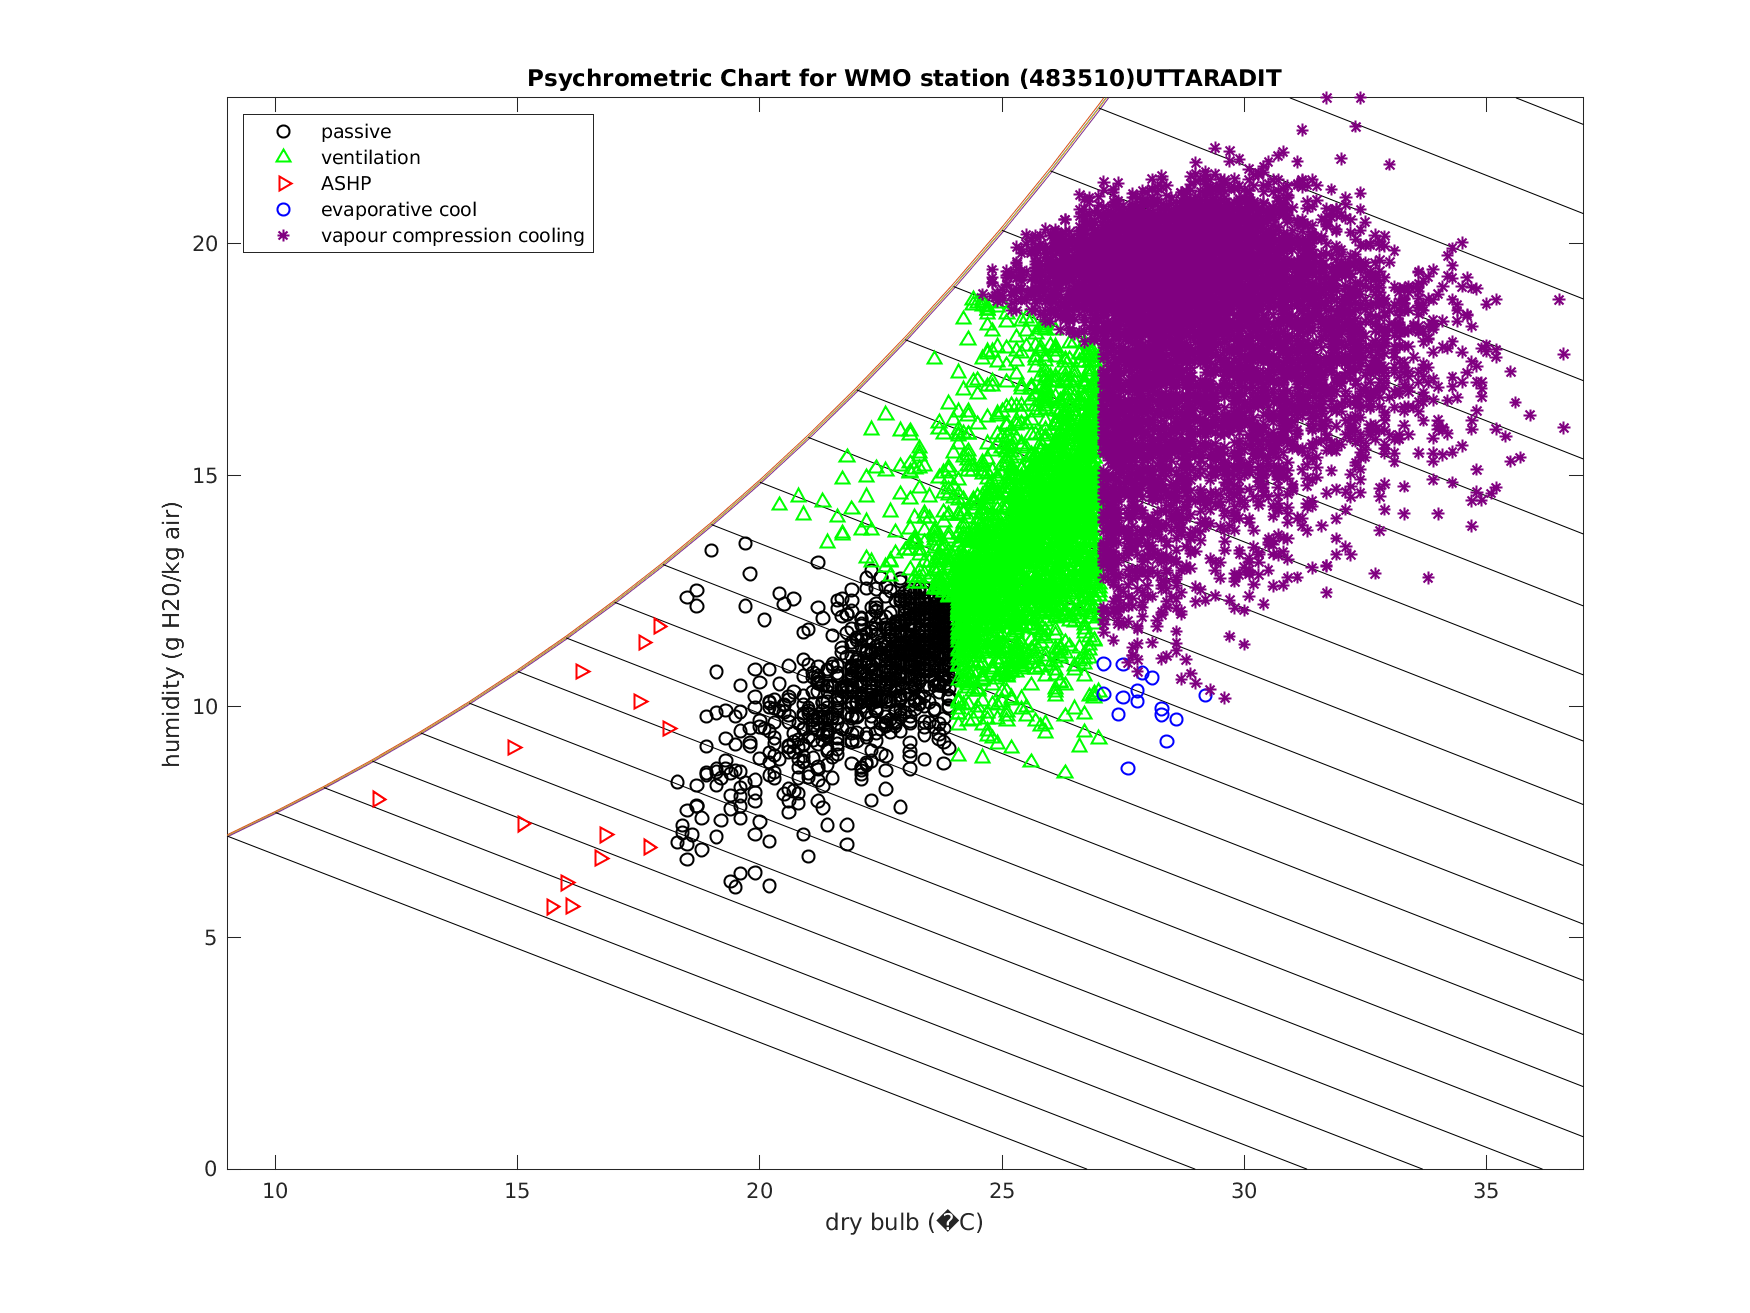 Psychrometric Chart for WMO station (483510)UTTARADIT
passive
ventilation
ASHP
evaporative cool
vapour compression cooling
20
15
10
5
0
humidity (g H20/kg air)
10 15 20 25 30 35
dry bulb (�C)